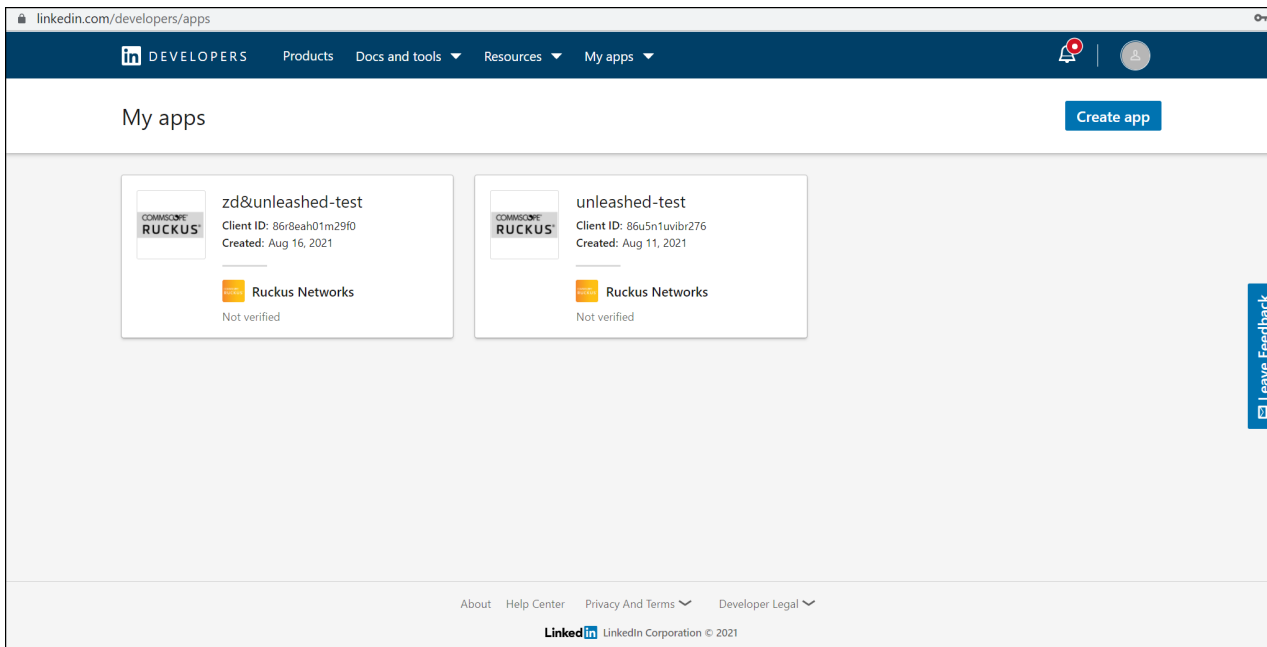 linkedin.com/developers/apps
in DEVELOPERS Products Docs and tools Resources My apps
My apps
Create app
zd&unleashed-test
COMMSCOPE
RUCKUS
Client ID: 86r8eah01m29f0
Created: Aug 16, 2021
Ruckus Networks
Not verified
unleashed-test
COMMSCOPE
RUCKUS
Client ID: 86u5n1uvibr276
Created: Aug 11, 2021
Ruckus Networks
Not verified
Leave Feedback
About Help Center Privacy And Terms Developer Legal
Linked in LinkedIn Corporation © 2021